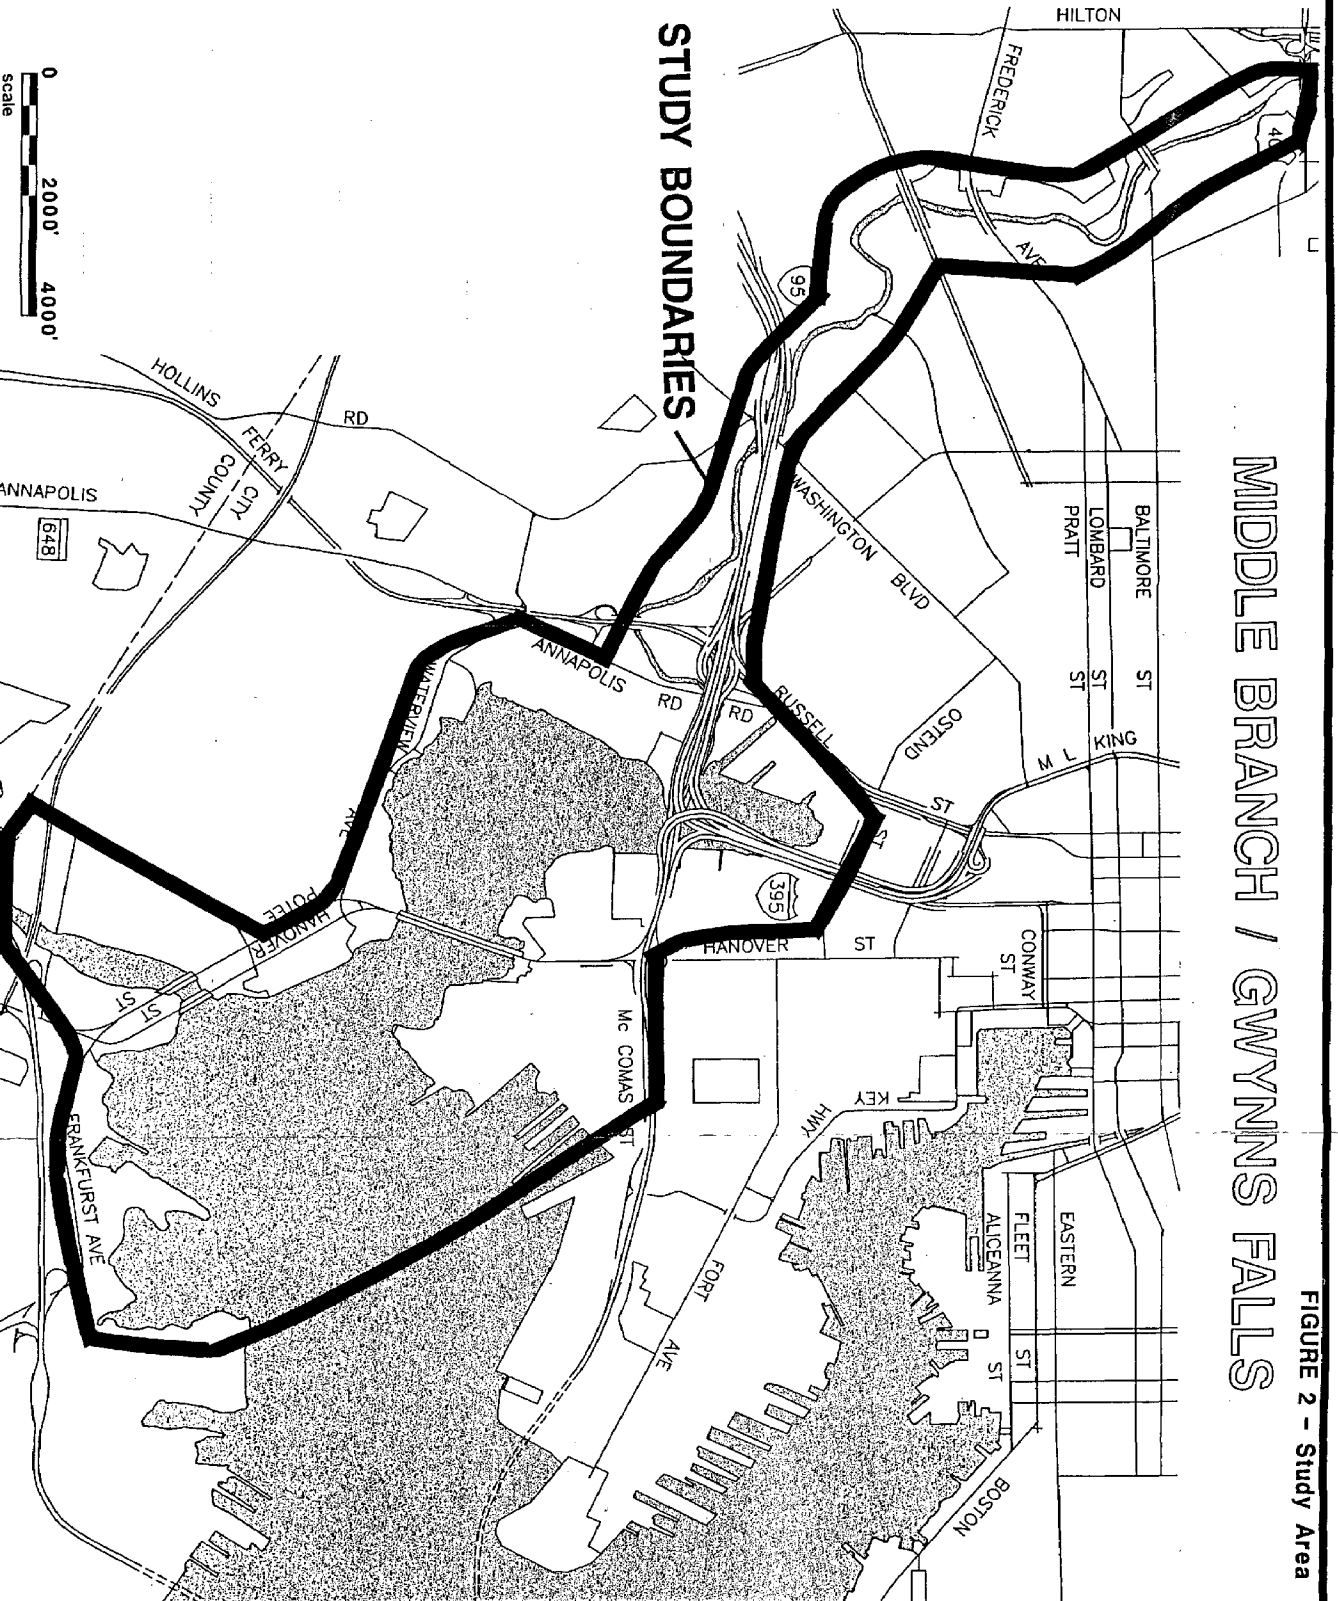 FIGURE 2 - Study Area
MIDDLE BRANCH / GWYNNS FALLS
STUDY BOUNDARIES
HILTON
FREDERICK
AVE
40
95
BALTIMORE ST
LOMBARD ST
PRATT ST
WASHINGTON BLVD
OSTEND
ST
M L KING
RUSSELL
ST
ANNAPOLIS RD
RD
395
HANOVER ST
CONWAY
ST
Mc COMAS ST
KEY
HWY
FORT
AVE
EASTERN
FLEET ST
ALICEANNA ST
BOSTON
HOLLINS
FERRY
RD
CITY
COUNTY
ANNAPOLIS
648
WATERVIEW
AVE
POTEE
HANOVER
ST
ST
FRANKFURST AVE
0 2000' 4000'
scale